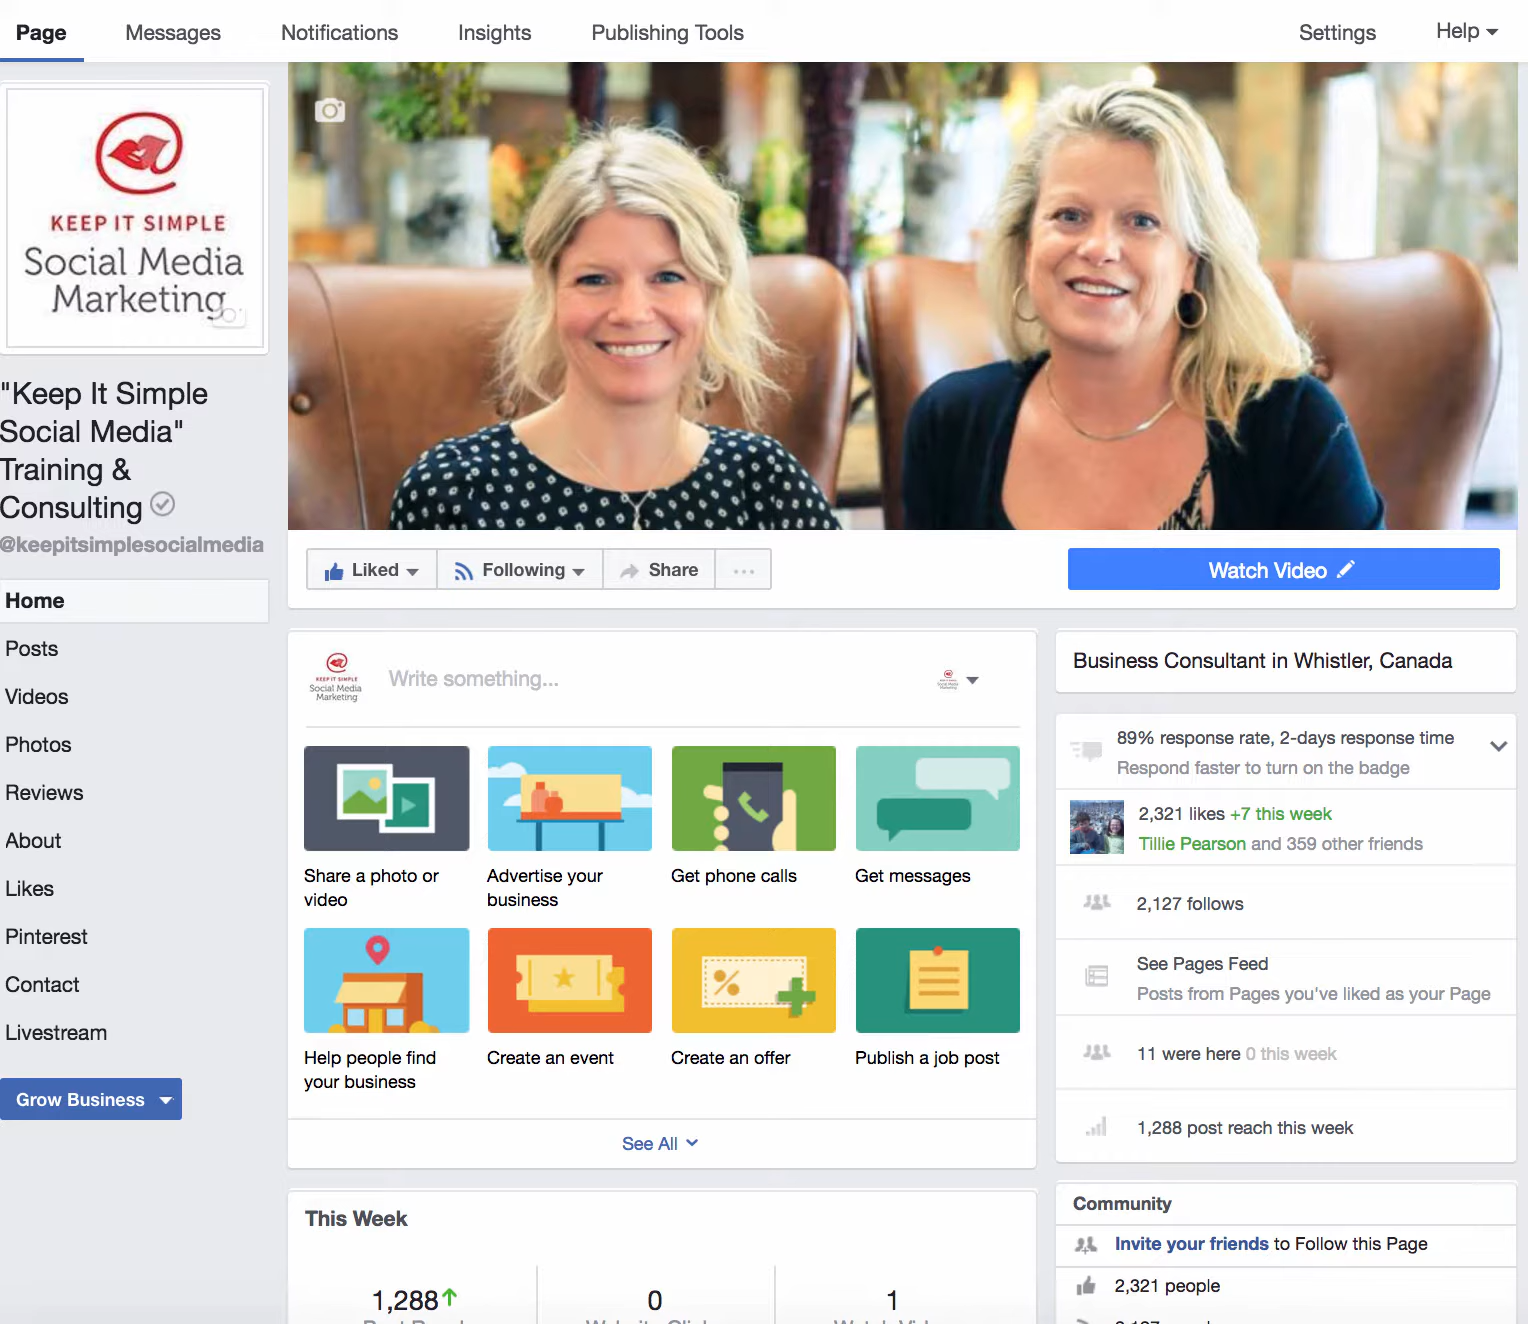 Page
Messages
Notifications
Insights
Publishing Tools
Settings
Help
KEEP IT SIMPLE
Social Media
Marketing
"Keep It Simple
Social Media"
Training &
Consulting
@keepitsimplesocialmedia
Home
Posts
Videos
Photos
Reviews
About
Likes
Pinterest
Contact
Livestream
Grow Business
Liked
Following
Share
...
Watch Video
KEEP IT SIMPLE
Social Media
Marketing
Write something...
Share a photo or
video
Advertise your
business
Get phone calls
Get messages
%
Help people find
your business
Create an event
Create an offer
Publish a job post
See All
This Week
1,288
0
1
Business Consultant in Whistler, Canada
89% response rate, 2-days response time
Respond faster to turn on the badge
2,321 likes +7 this week
Tillie Pearson and 359 other friends
2,127 follows
See Pages Feed
Posts from Pages you've liked as your Page
11 were here 0 this week
1,288 post reach this week
Community
Invite your friends to Follow this Page
2,321 people